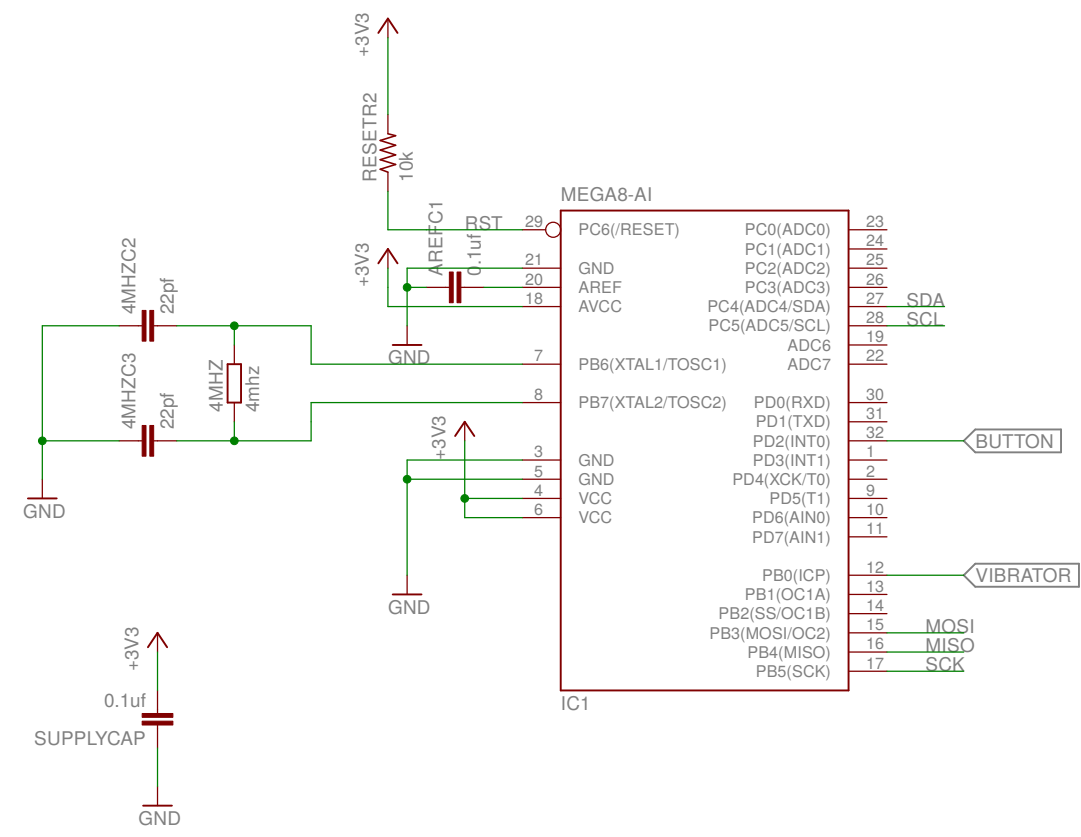 +3V3
RESETR2
10k
MEGA8-AI
RST
29
PC6(/RESET)
PC0(ADC0)
23
PC1(ADC1)
24
+3V3
AREFC1
0.1uf
21
GND
PC2(ADC2)
25
20
AREF
PC3(ADC3)
26
18
AVCC
PC4(ADC4/SDA)
27
SDA
PC5(ADC5/SCL)
28
SCL
GND
ADC6
19
ADC7
22
4MHZC2
22pf
7
PB6(XTAL1/TOSC1)
4MHZ
4mhz
4MHZC3
22pf
8
PB7(XTAL2/TOSC2)
PD0(RXD)
30
PD1(TXD)
31
PD2(INT0)
32
BUTTON
+3V3
3
GND
PD3(INT1)
1
5
GND
PD4(XCK/T0)
2
4
VCC
PD5(T1)
9
6
VCC
PD6(AIN0)
10
PD7(AIN1)
11
GND
GND
PB0(ICP)
12
VIBRATOR
PB1(OC1A)
13
PB2(SS/OC1B)
14
PB3(MOSI/OC2)
15
MOSI
PB4(MISO)
16
MISO
PB5(SCK)
17
SCK
IC1
+3V3
0.1uf
SUPPLYCAP
GND